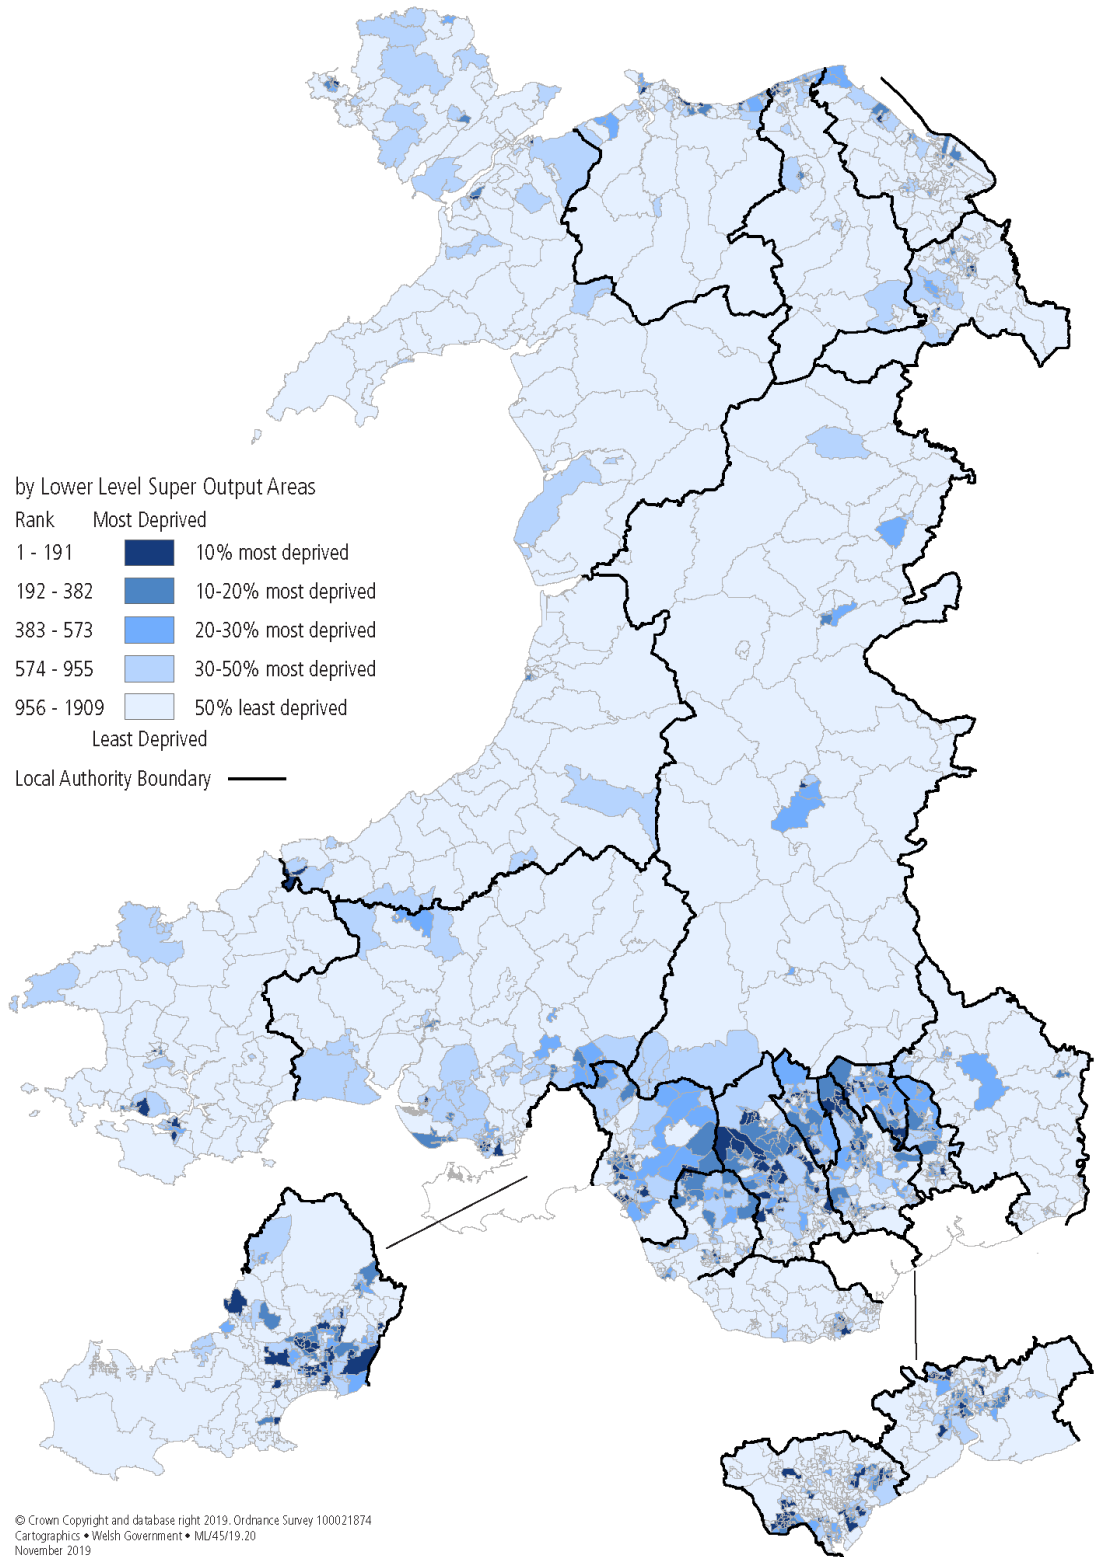 by Lower Level Super Output Areas
Rank Most Deprived
1 - 191 10% most deprived
192 - 382 10-20% most deprived
383 - 573 20-30% most deprived
574 - 955 30-50% most deprived
956 - 1909 50% least deprived
Least Deprived
Local Authority Boundary
© Crown Copyright and database right 2019. Ordnance Survey 100021874
Cartographics ♦ Welsh Government ♦ ML/45/19.20
November 2019